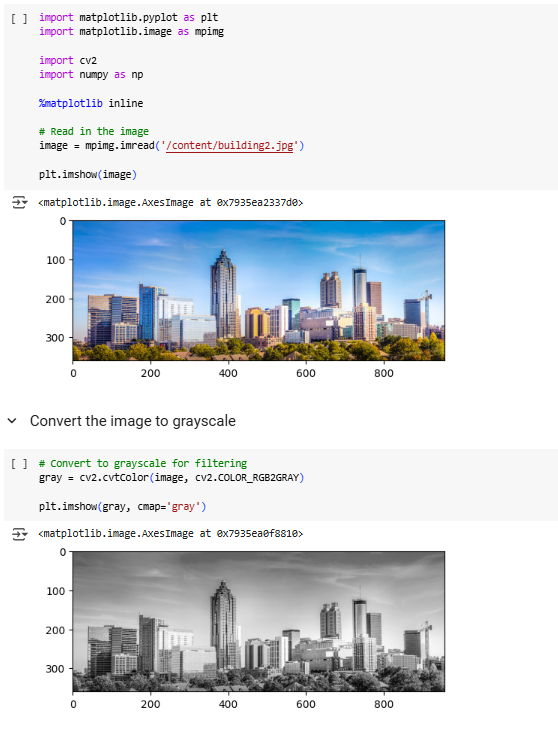 [ ] import matplotlib.pyplot as plt
import matplotlib.image as mpimg
import cv2
import numpy as np
%matplotlib inline
# Read in the image
image = mpimg.imread('/content/building2.jpg')
plt.imshow(image)
<matplotlib.image.AxesImage at 0x7935ea2337d0>
0
100
200
300
0 200 400 600 800
Convert the image to grayscale
[ ] # Convert to grayscale for filtering
gray = cv2.cvtColor(image, cv2.COLOR_RGB2GRAY)
plt.imshow(gray, cmap='gray')
<matplotlib.image.AxesImage at 0x7935ea0f8810>
0
100
200
300
0 200 400 600 800